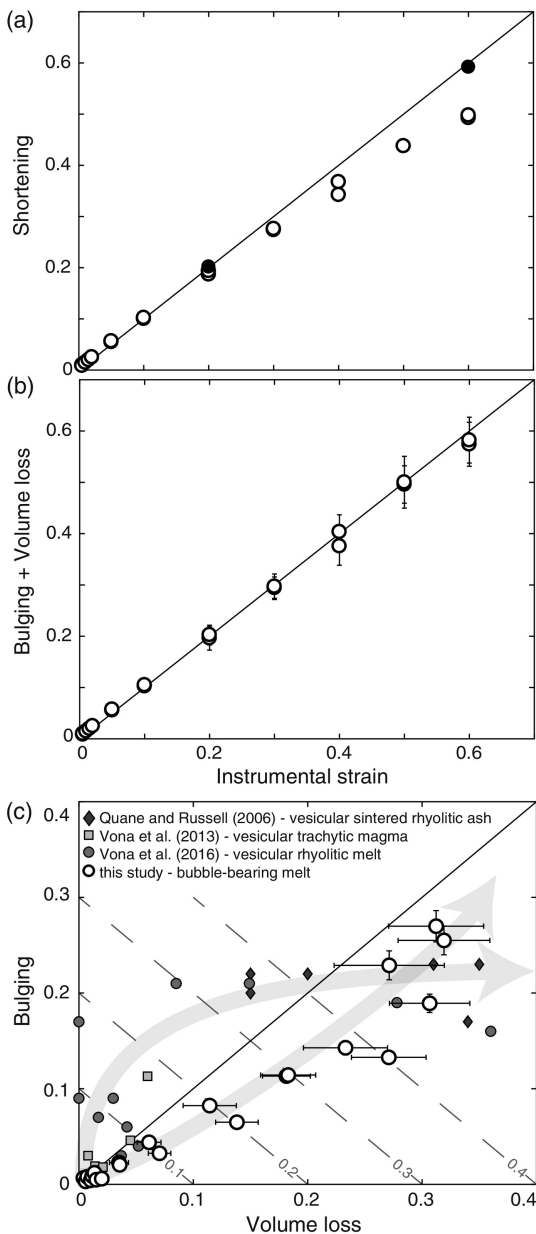 (a)
0.6
0.4
0.2
0
Shortening
(b)
0.6
0.4
0.2
0
Bulging + Volume loss
0 0.2 0.4 0.6
Instrumental strain
(c)
0.4
0.3
0.2
0.1
0
Bulging
Quane and Russell (2006) - vesicular sintered rhyolitic ash
Vona et al. (2013) - vesicular trachytic magma
Vona et al. (2016) - vesicular rhyolitic melt
this study - bubble-bearing melt
0.1 0.2 0.3 0.4
0 0.1 0.2 0.3 0.4
Volume loss